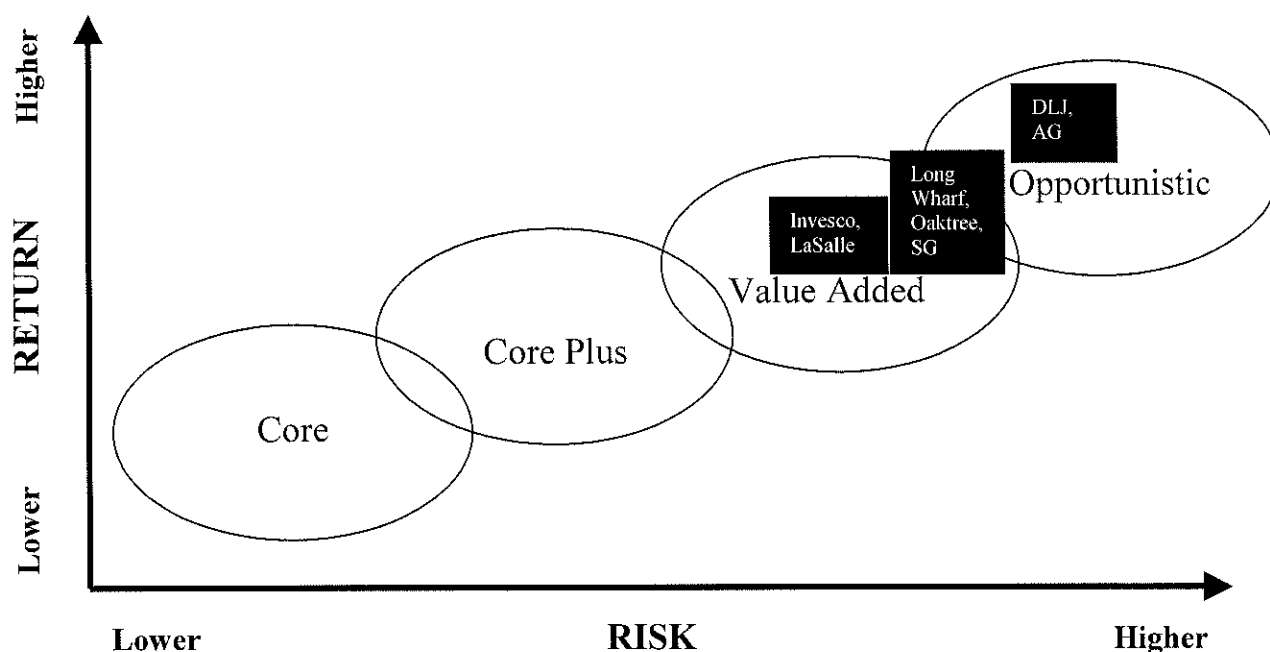 Higher
RETURN
Lower
DLJ,
AG
Opportunistic
Long
Wharf,
Oaktree,
SG
Invesco,
LaSalle
Value Added
Core Plus
Core
Lower
RISK
Higher